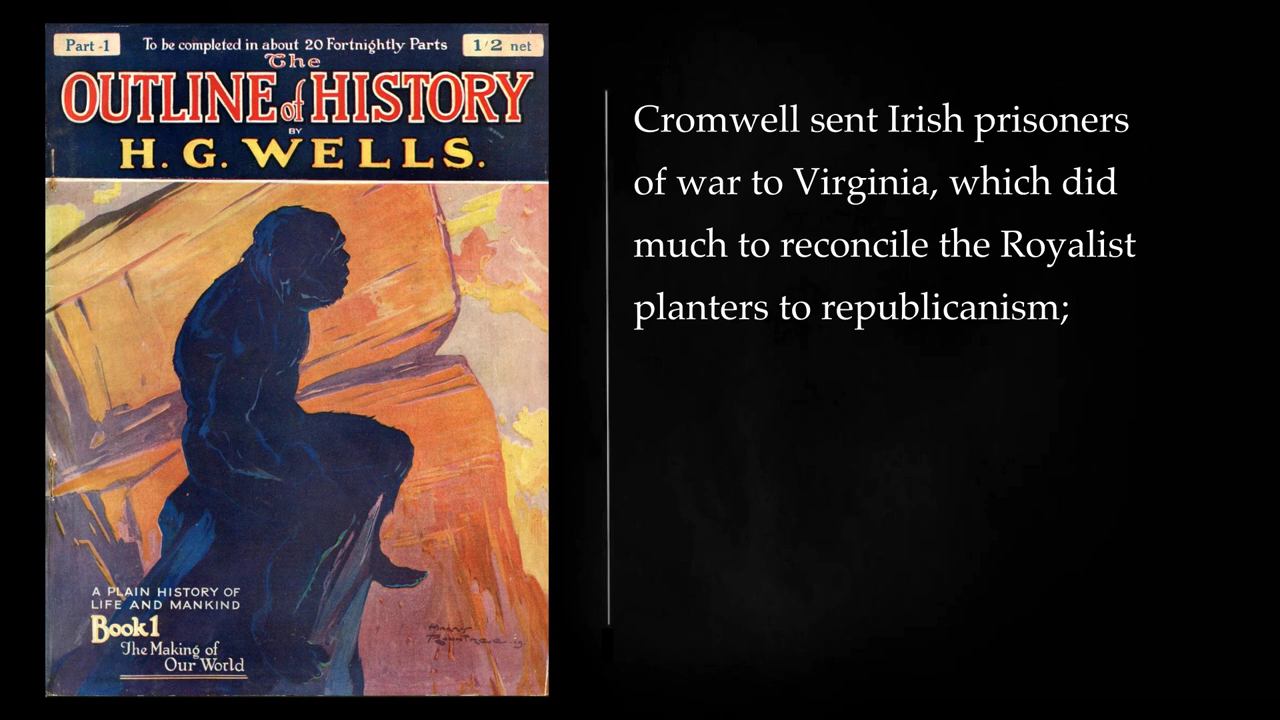 Part -1
To be completed in about 20 Fortnightly Parts
1/2 net
The
OUTLINE of HISTORY
BY
H. G. WELLS.
A PLAIN HISTORY OF
LIFE AND MANKIND
Book 1
The Making of
Our World
Cromwell sent Irish prisoners
of war to Virginia, which did
much to reconcile the Royalist
planters to republicanism;